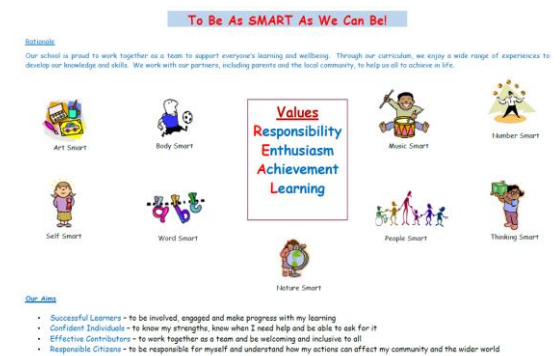 To Be As SMART As We Can Be!
Rationale
Our school is proud to work together as a team to support everyone's learning and wellbeing. Through our curriculum, we enjoy a wide range of experiences to
develop our knowledge and skills. We work with our partners, including parents and the local community, to help us all to achieve in life.
Art Smart
Body Smart
Values
Responsibility
Enthusiasm
Achievement
Learning
Music Smart
Number Smart
Self Smart
Word Smart
People Smart
Thinking Smart
Nature Smart
Our Aims
• Successful Learners – to be involved, engaged and make progress with my learning
• Confident Individuals – to know my strengths, know when I need help and be able to ask for it
• Effective Contributors – to work together as a team and be welcoming and inclusive to all
• Responsible Citizens – to be responsible for myself and understand how my actions can affect my community and the wider world